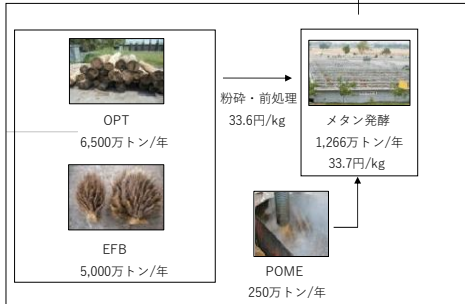 OPT
6,500万トン/年
EFB
5,000万トン/年
粉砕・前処理
33.6円/kg
メタン発酵
1,266万トン/年
33.7円/kg
POME
250万トン/年